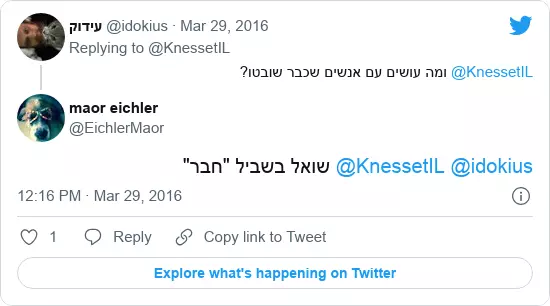 עידוק @idokius · Mar 29, 2016
Replying to @KnessetIL
@KnessetIL ומה עושים עם אנשים שכבר שובטו?
maor eichler
@EichlerMaor
@idokius @KnessetIL שואל בשביל "חבר"
12:16 PM · Mar 29, 2016
1 Reply Copy link to Tweet
Explore what's happening on Twitter